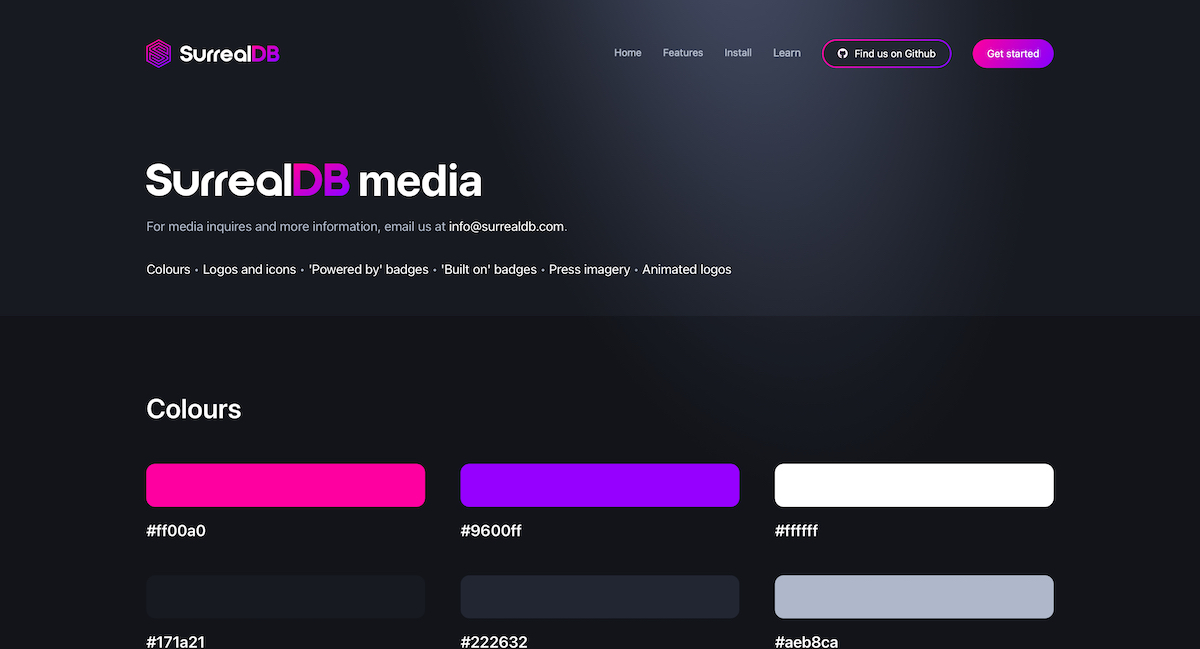 SurrealDB
Home Features Install Learn Find us on Github Get started
SurrealDB media
For media inquires and more information, email us at info@surrealdb.com.
Colours • Logos and icons • 'Powered by' badges • 'Built on' badges • Press imagery • Animated logos
Colours
#ff00a0 #9600ff #ffffff
#171a21 #222632 #aeb8ca